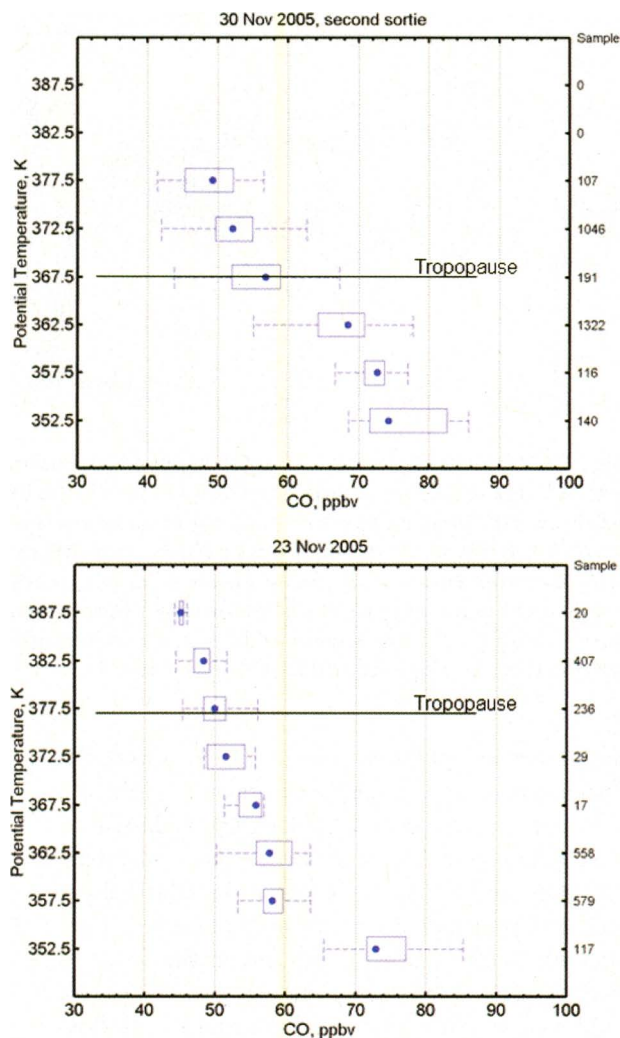 30 Nov 2005, second sortie
Sample
387.5 0
382.5 0
377.5 107
372.5 1046
Tropopause
367.5 191
362.5 1322
357.5 116
352.5 140
Potential Temperature, K
30 40 50 60 70 80 90 100
CO, ppbv
23 Nov 2005
Sample
387.5 20
382.5 407
Tropopause
377.5 236
372.5 29
367.5 17
362.5 558
357.5 579
352.5 117
Potential Temperature, K
30 40 50 60 70 80 90 100
CO, ppbv